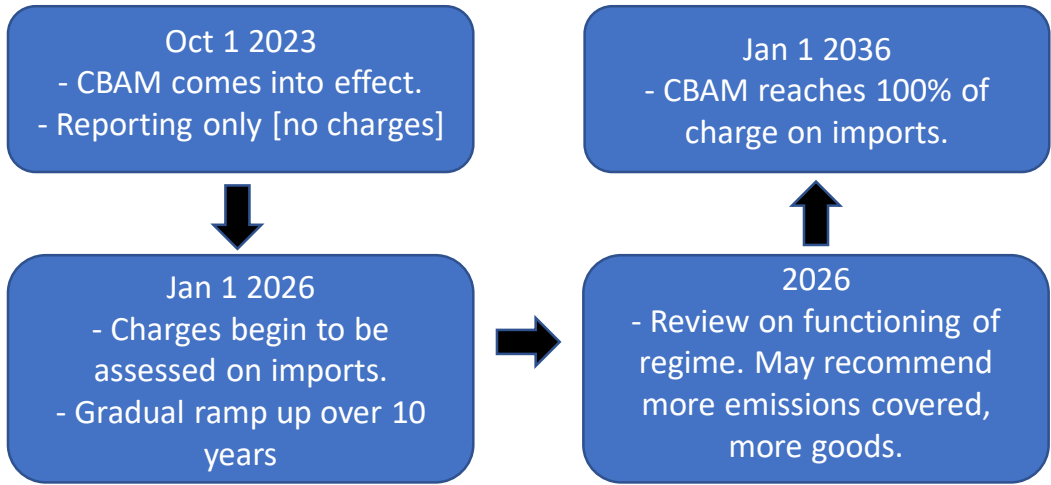 Oct 1 2023
- CBAM comes into effect.
- Reporting only [no charges]
Jan 1 2026
- Charges begin to be
assessed on imports.
- Gradual ramp up over 10
years
2026
- Review on functioning of
regime. May recommend
more emissions covered,
more goods.
Jan 1 2036
- CBAM reaches 100% of
charge on imports.